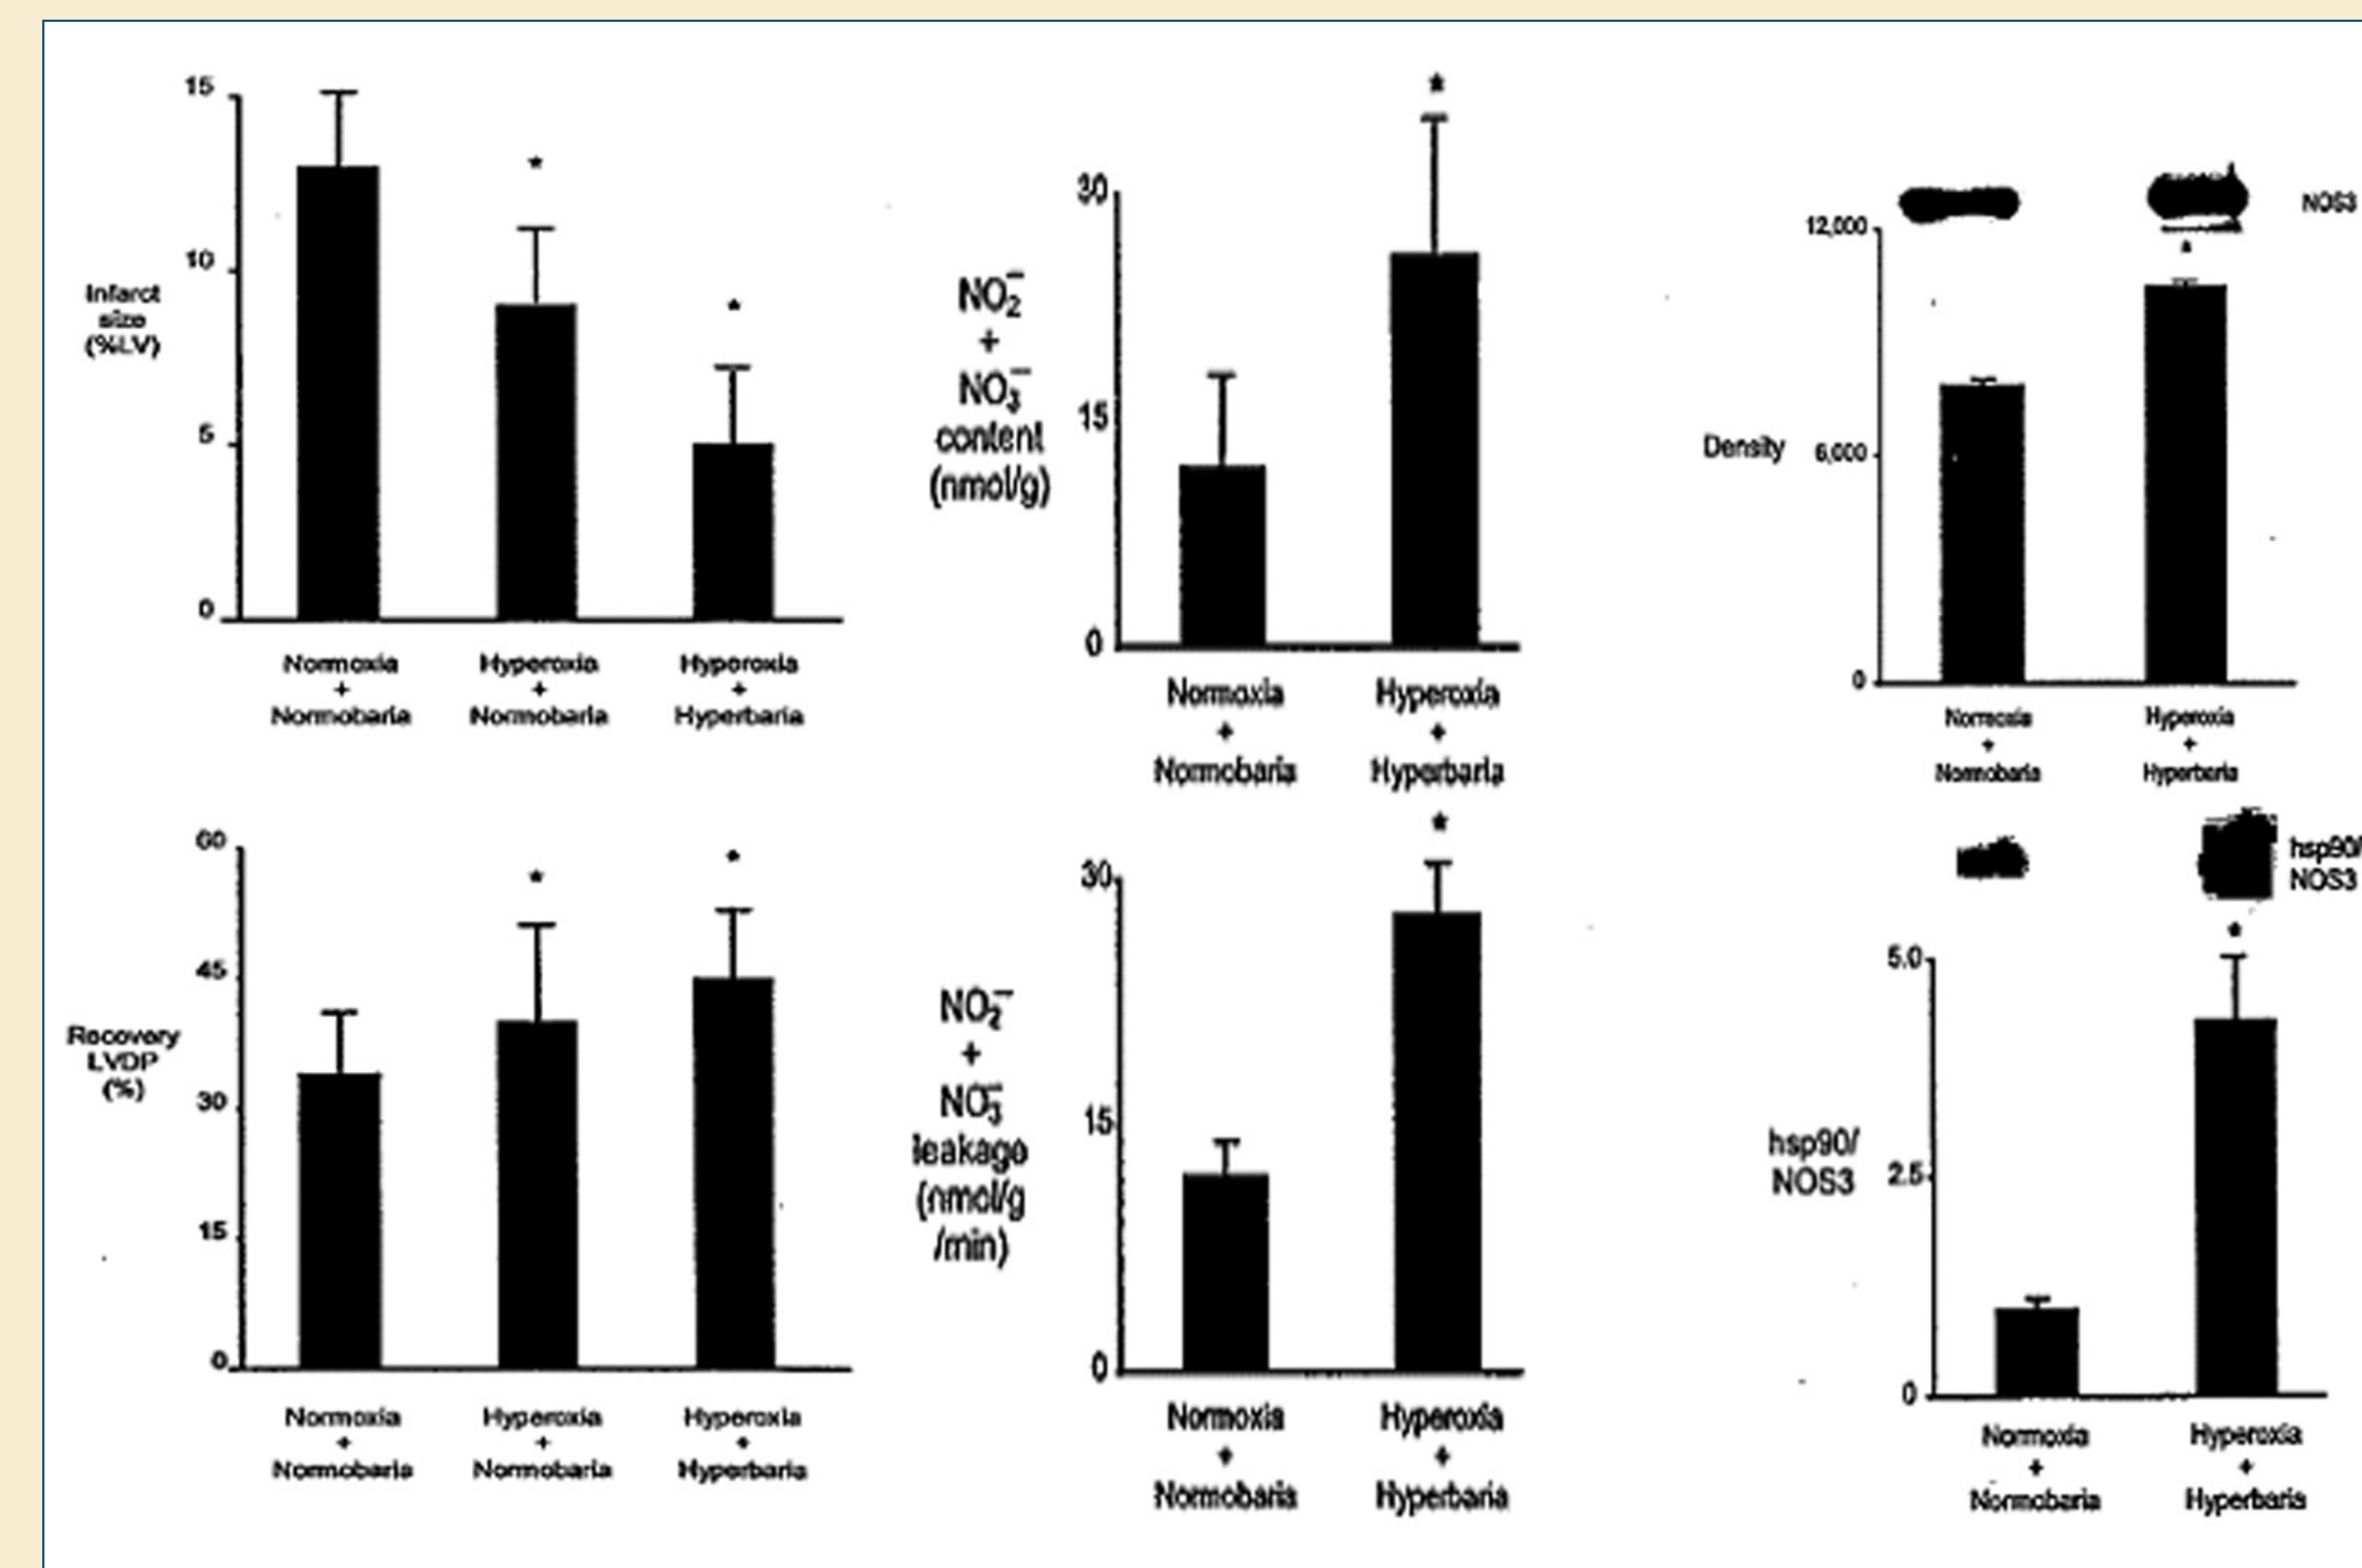 15
10
5
0
Infarct
size
(%LV)
*
*
Normoxia
+
Normobaria
Hyperoxia
+
Normobaria
Hyperoxia
+
Hyperbaria
30
15
0
NO2−
+
NO3−
content
(nmol/g)
*
Normoxia
+
Normobaria
Hyperoxia
+
Hyperbaria
NOS3
12,000
6,000
0
Density
*
Normoxia
+
Normobaria
Hyperoxia
+
Hyperbaria
60
45
30
15
0
Recovery
LVDP
(%)
*
*
Normoxia
+
Normobaria
Hyperoxia
+
Normobaria
Hyperoxia
+
Hyperbaria
30
15
0
NO2−
+
NO3−
leakage
(nmol/g
/min)
*
Normoxia
+
Normobaria
Hyperoxia
+
Hyperbaria
hsp90/
NOS3
5.0
2.5
0
hsp90/
NOS3
*
Normoxia
+
Normobaria
Hyperoxia
+
Hyperbaria